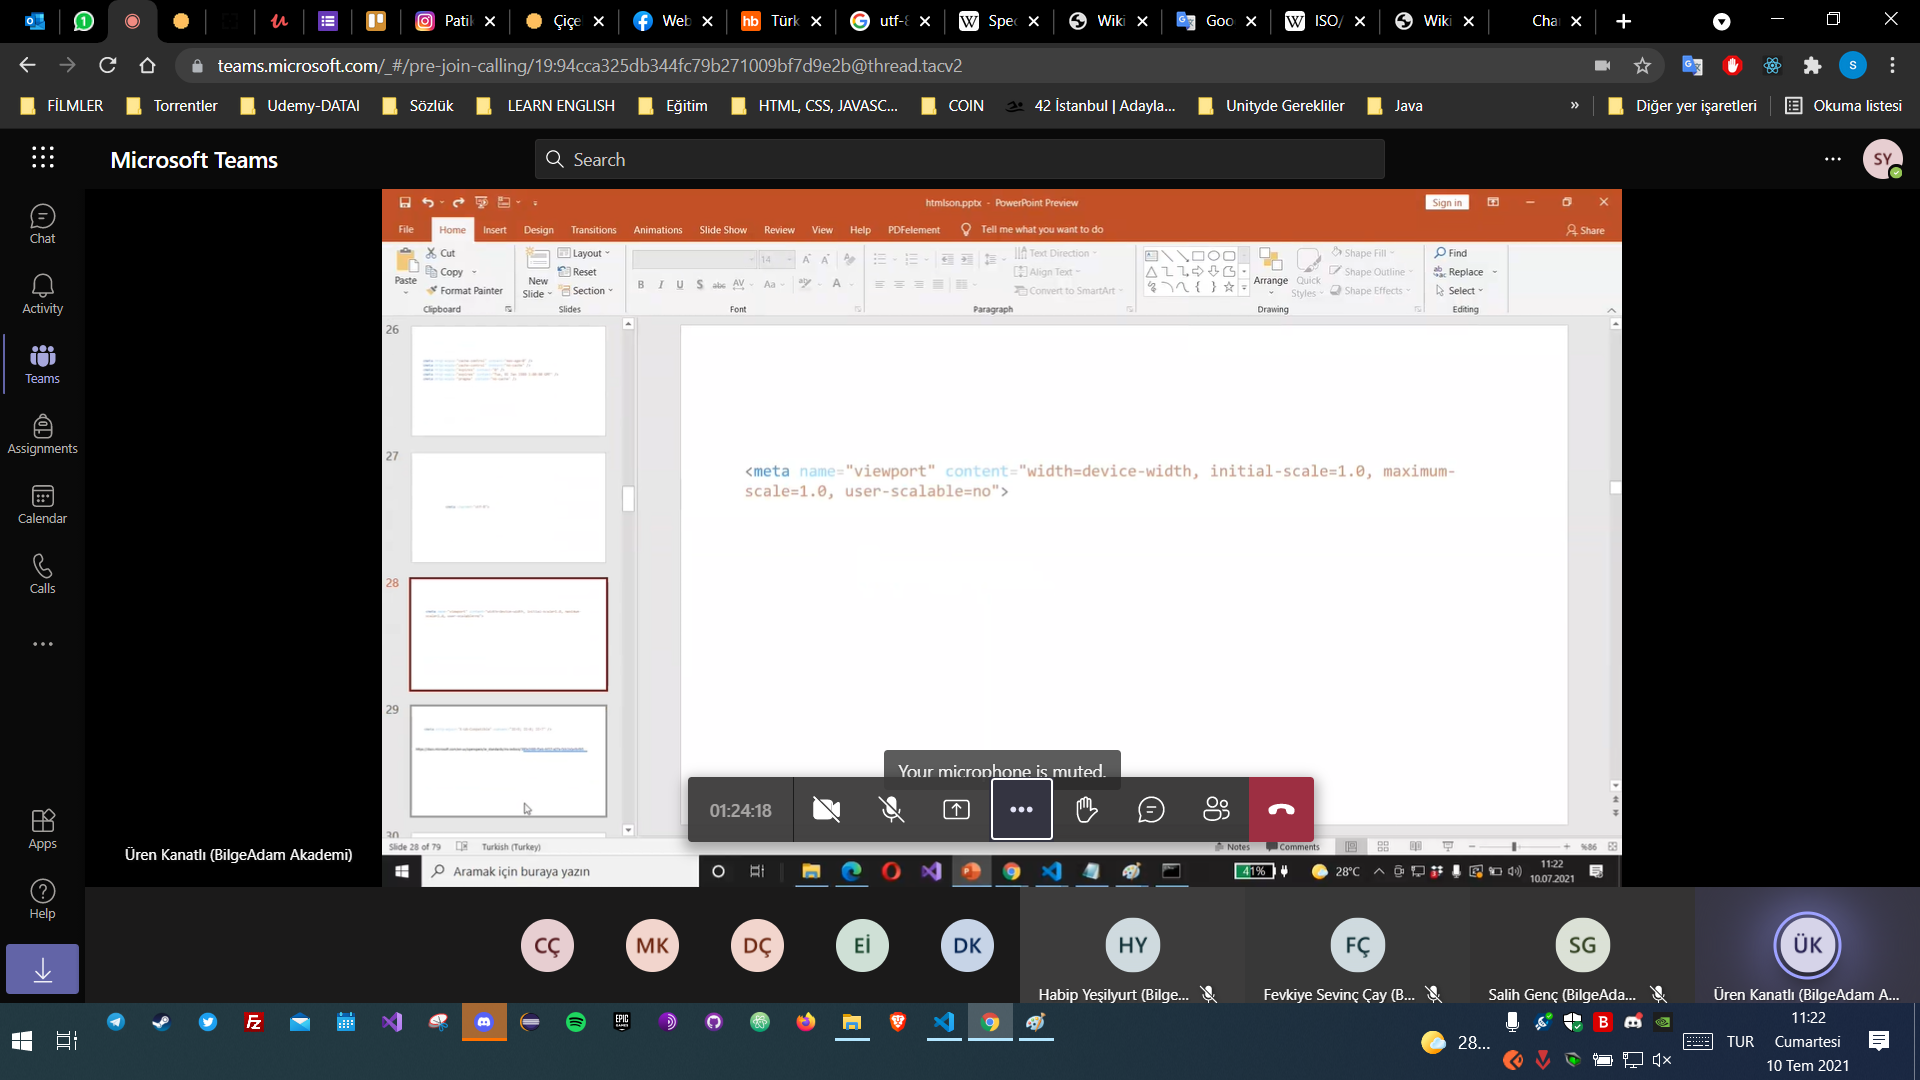 Patik
Çiçe
Web
Türk
utf-8
Spec
Wiki
Goo
ISO/
Wiki
Cha
teams.microsoft.com/_#/pre-join-calling/19:94cca325db344fc79b271009bf7d9e2b@thread.tacv2
FİLMLER
Torrentler
Udemy-DATAI
Sözlük
LEARN ENGLISH
Eğitim
HTML, CSS, JAVASC...
COIN
42 İstanbul | Adayla...
Unityde Gerekliler
Java
»
Diğer yer işaretleri
Okuma listesi
Microsoft Teams
Search
SY
Chat
Activity
Teams
Assignments
Calendar
Calls
Apps
Help
htmlson.pptx - PowerPoint Preview
Sign in
File Home Insert Design Transitions Animations Slide Show Review View Help PDFelement Tell me what you want to do
Share
Paste
Cut
Copy
Format Painter
Clipboard
New Slide
Layout
Reset
Section
Slides
14
Font
Text Direction
Align Text
Convert to SmartArt
Paragraph
Arrange
Quick Styles
Shape Fill
Shape Outline
Shape Effects
Drawing
Find
Replace
Select
Editing
26
27
28
29
30
<meta name="viewport" content="width=device-width, initial-scale=1.0, maximum-
scale=1.0, user-scalable=no">
Your microphone is muted.
01:24:18
Slide 28 of 79
Turkish (Turkey)
Notes
Comments
%86
Aramak için buraya yazın
41%
28°C
11:22
10.07.2021
Üren Kanatlı (BilgeAdam Akademi)
CÇ
MK
DÇ
Eİ
DK
HY
FÇ
SG
ÜK
Habip Yeşilyurt (Bilge...
Fevkiye Sevinç Çay (B...
Salih Genç (BilgeAda...
Üren Kanatlı (BilgeAdam A...
28...
TUR
11:22
Cumartesi
10 Tem 2021